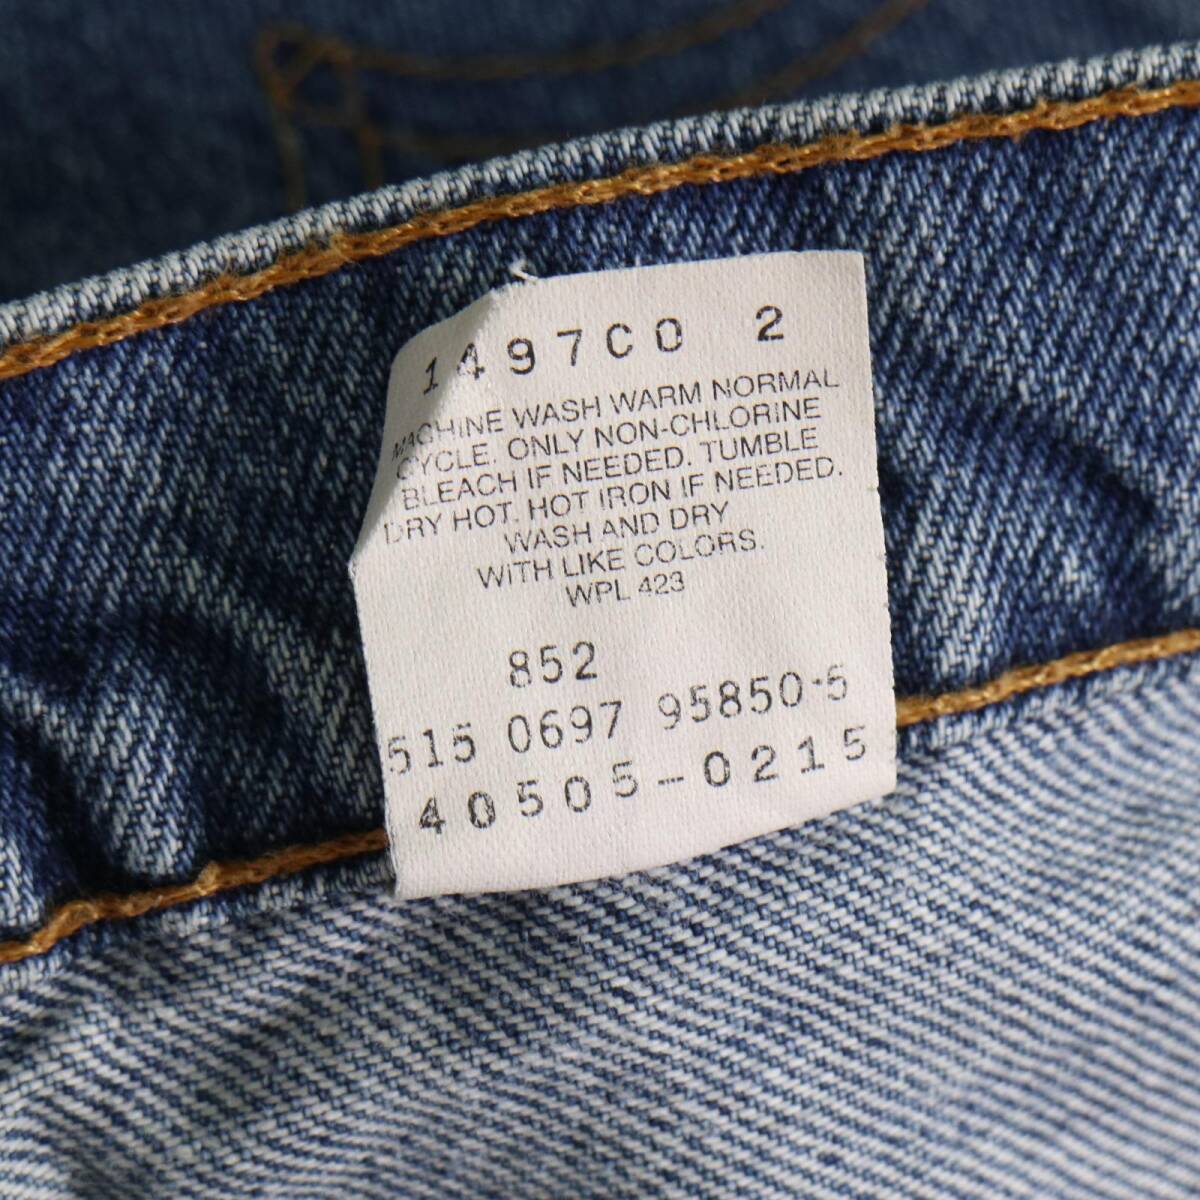 1497CO 2
MACHINE WASH WARM NORMAL
CYCLE. ONLY NON-CHLORINE
BLEACH IF NEEDED. TUMBLE
DRY HOT. HOT IRON IF NEEDED.
WASH AND DRY
WITH LIKE COLORS.
WPL 423
852
515 0697 95850-5
40505-0215